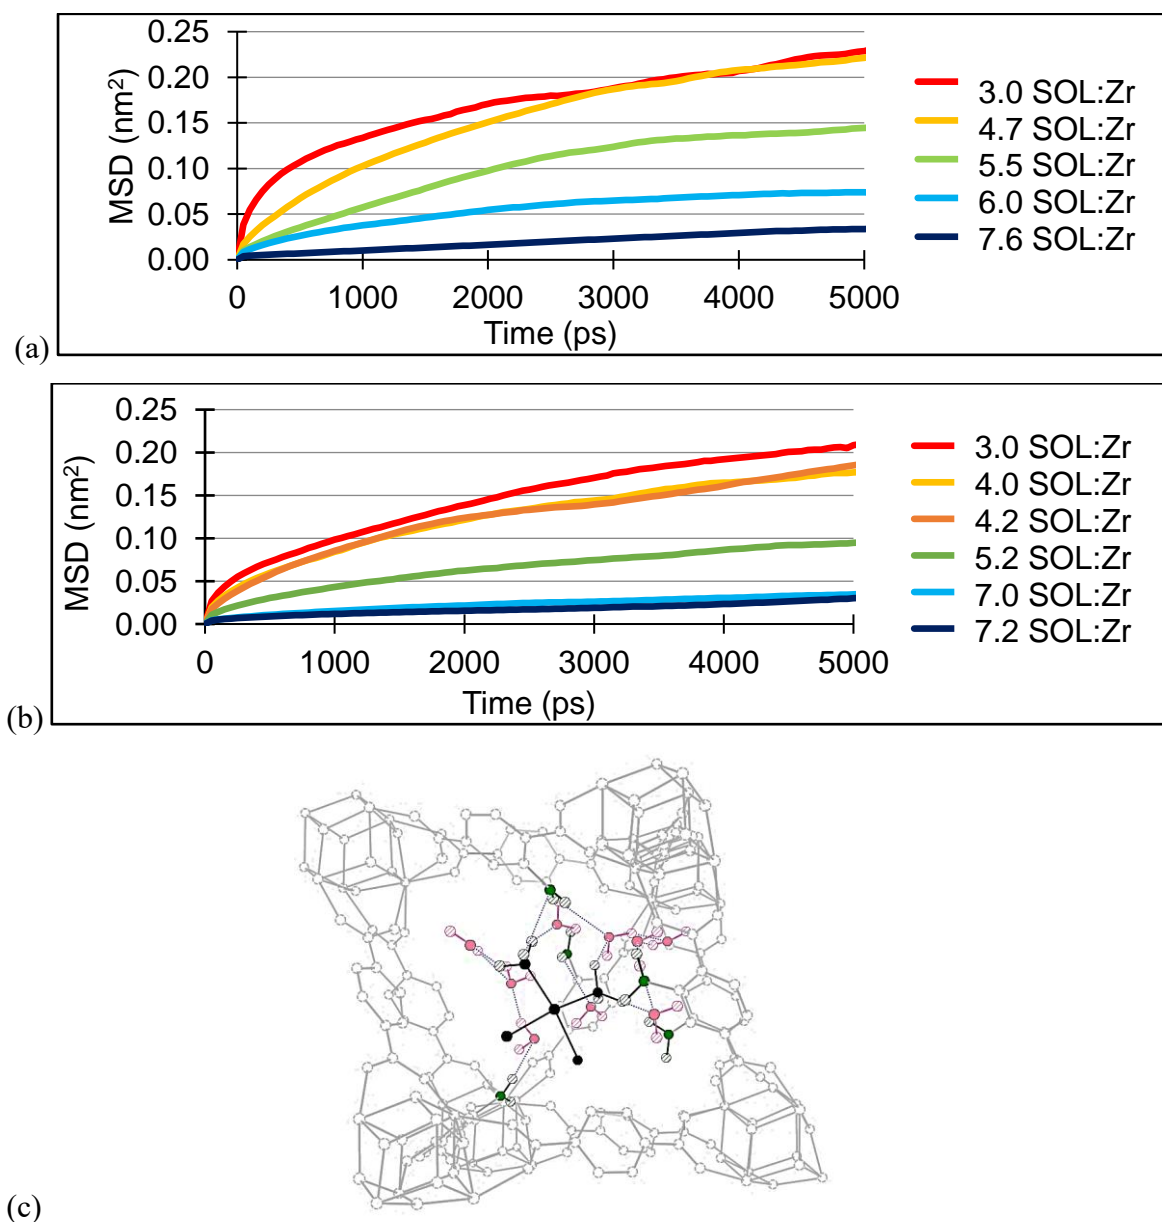 0.25
0.20
0.15
0.10
0.05
0.00
MSD (nm²)
0 1000 2000 3000 4000 5000
Time (ps)
3.0 SOL:Zr
4.7 SOL:Zr
5.5 SOL:Zr
6.0 SOL:Zr
7.6 SOL:Zr
(a)
0.25
0.20
0.15
0.10
0.05
0.00
MSD (nm²)
0 1000 2000 3000 4000 5000
Time (ps)
3.0 SOL:Zr
4.0 SOL:Zr
4.2 SOL:Zr
5.2 SOL:Zr
7.0 SOL:Zr
7.2 SOL:Zr
(b)
(c)